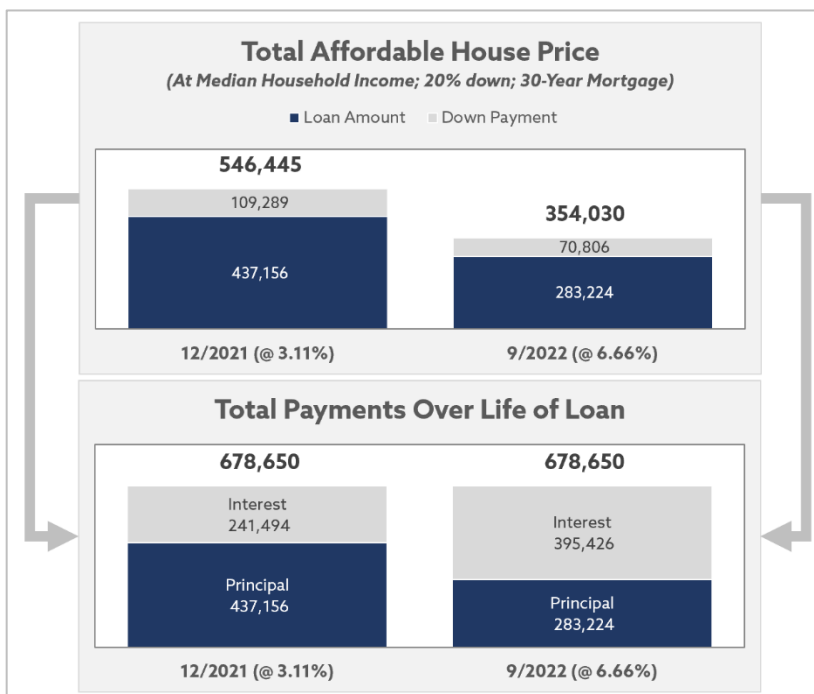 Total Affordable House Price
(At Median Household Income; 20% down; 30-Year Mortgage)
Loan Amount Down Payment
546,445
109,289
437,156
354,030
70,806
283,224
12/2021 (@ 3.11%) 9/2022 (@ 6.66%)
Total Payments Over Life of Loan
678,650
Interest
241,494
Principal
437,156
678,650
Interest
395,426
Principal
283,224
12/2021 (@ 3.11%) 9/2022 (@ 6.66%)